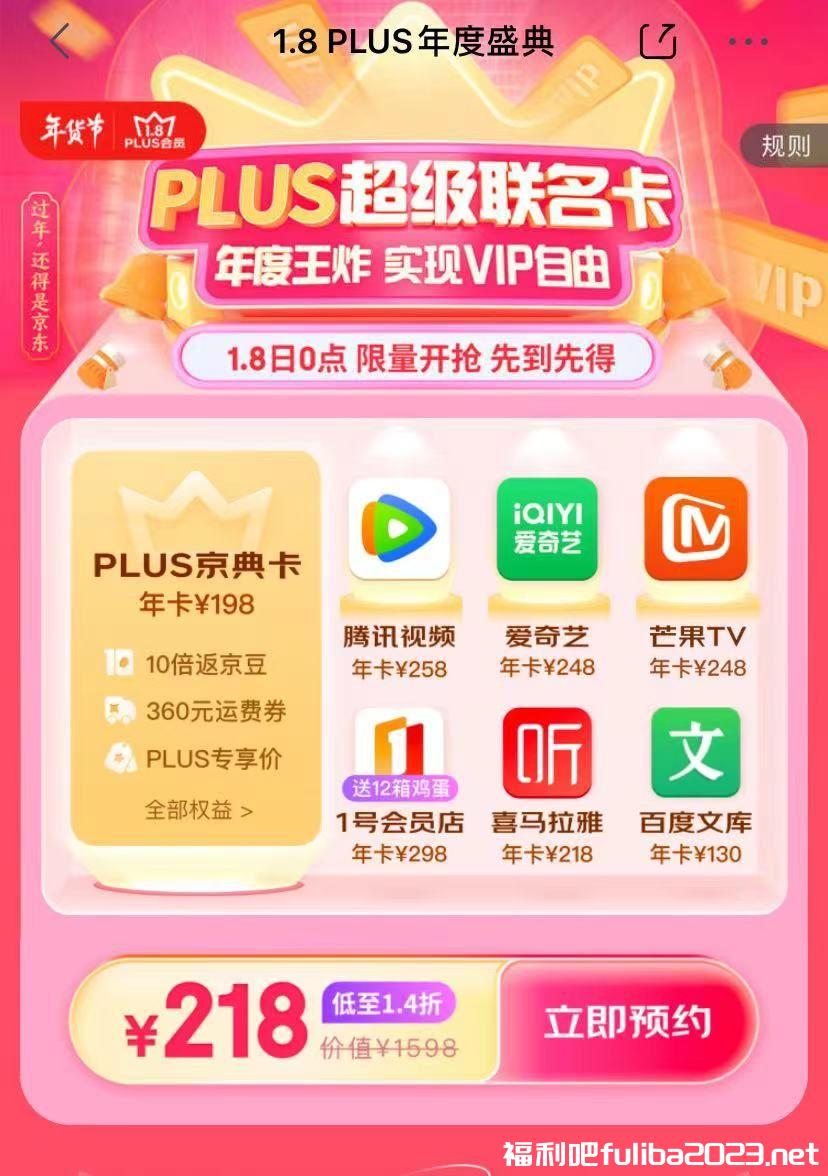 1.8 PLUS年度盛典
年货节
1.8
PLUS会员
规则
过年，还得是京东
PLUS超级联名卡
年度王炸 实现VIP自由
VIP
VIP
1.8日0点 限量开抢 先到先得
PLUS京典卡
年卡¥198
10倍返京豆
360元运费券
PLUS专享价
全部权益 >
iQIYI
爱奇艺
腾讯视频
年卡¥258
爱奇艺
年卡¥248
芒果TV
年卡¥248
送12箱鸡蛋
听
文
1号会员店
年卡¥298
喜马拉雅
年卡¥218
百度文库
年卡¥130
¥218
低至1.4折
价值¥1598
立即预约
福利吧fuliba2023.net